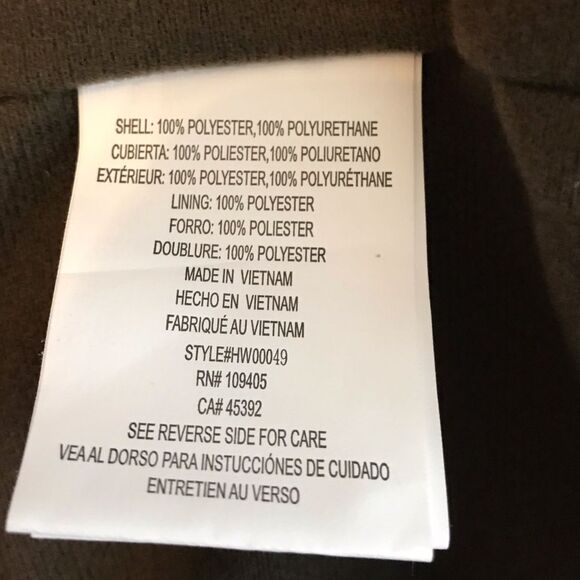 SHELL: 100% POLYESTER,100% POLYURETHANE
CUBIERTA: 100% POLIESTER,100% POLIURETANO
EXTÉRIEUR: 100% POLYESTER,100% POLYURÉTHANE
LINING: 100% POLYESTER
FORRO: 100% POLIESTER
DOUBLURE: 100% POLYESTER
MADE IN VIETNAM
HECHO EN VIETNAM
FABRIQUÉ AU VIETNAM
STYLE#HW00049
RN# 109405
CA# 45392
SEE REVERSE SIDE FOR CARE
VEA AL DORSO PARA INSTUCCIÓNES DE CUIDADO
ENTRETIEN AU VERSO